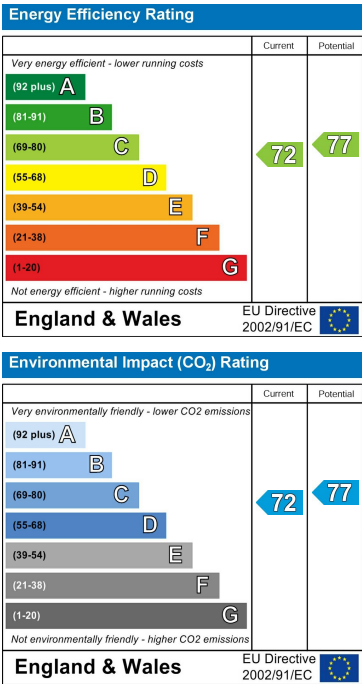 Energy Efficiency Rating
Current Potential
Very energy efficient - lower running costs
(92 plus) A
(81-91) B
(69-80) C
72 77
(55-68) D
(39-54) E
(21-38) F
(1-20) G
Not energy efficient - higher running costs
England & Wales
EU Directive
2002/91/EC
Environmental Impact (CO₂) Rating
Current Potential
Very environmentally friendly - lower CO2 emissions
(92 plus) A
(81-91) B
(69-80) C
72 77
(55-68) D
(39-54) E
(21-38) F
(1-20) G
Not environmentally friendly - higher CO2 emissions
England & Wales
EU Directive
2002/91/EC